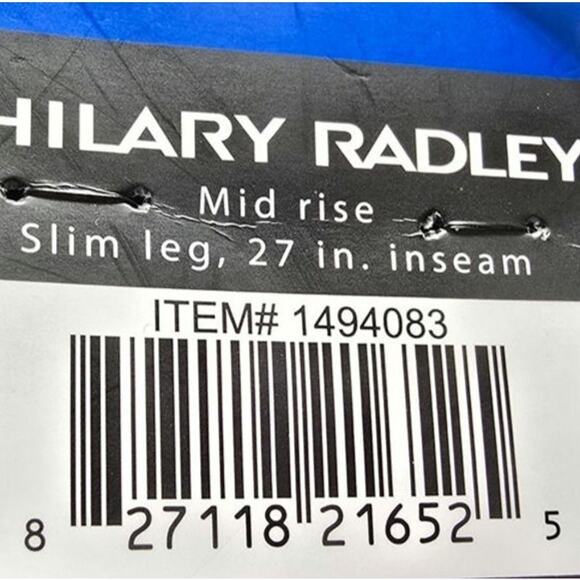 HILARY RADLEY
Mid rise
Slim leg, 27 in. inseam
ITEM# 1494083
8 27118 21652 5